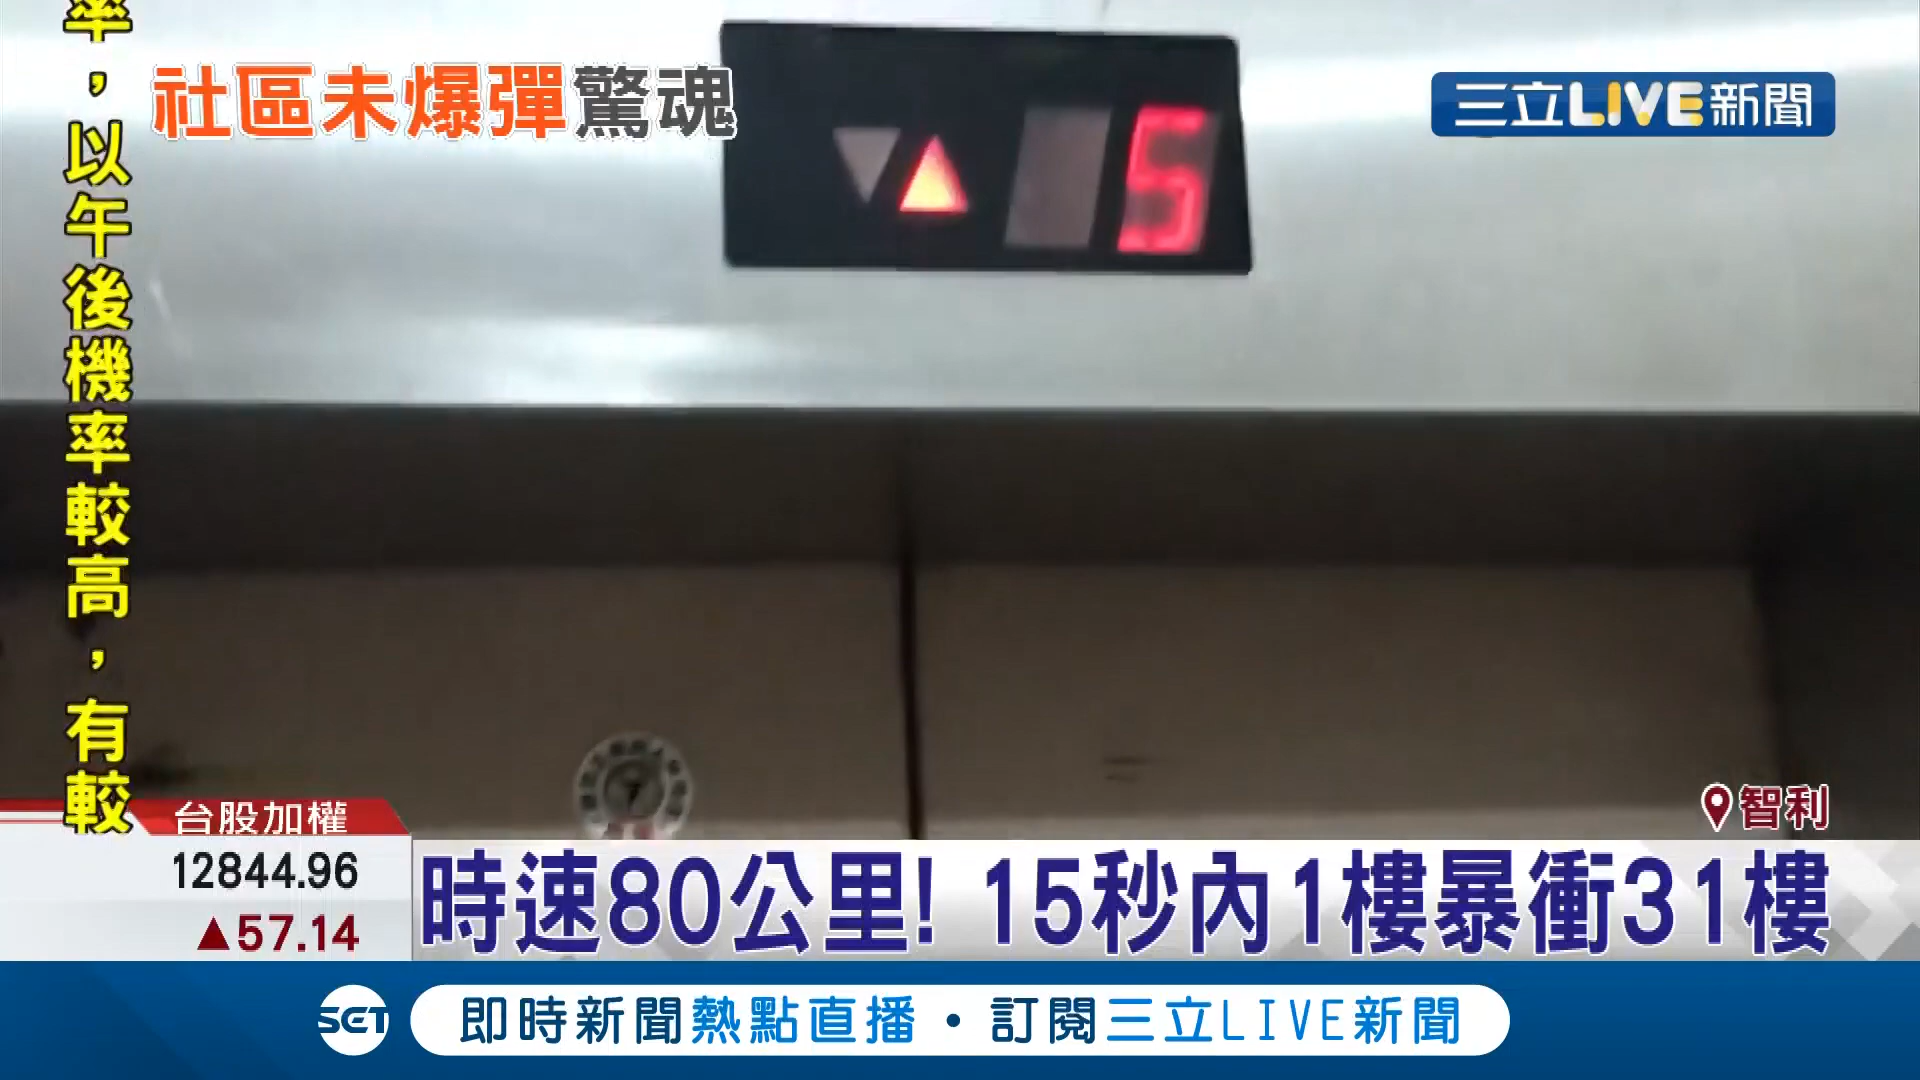 率，以午後機率較高，有較
社區未爆彈驚魂
三立LIVE新聞
5
智利
台股加權
12844.96
▲57.14
時速80公里! 15秒內1樓暴衝31樓
SET
即時新聞熱點直播・訂閱三立LIVE新聞